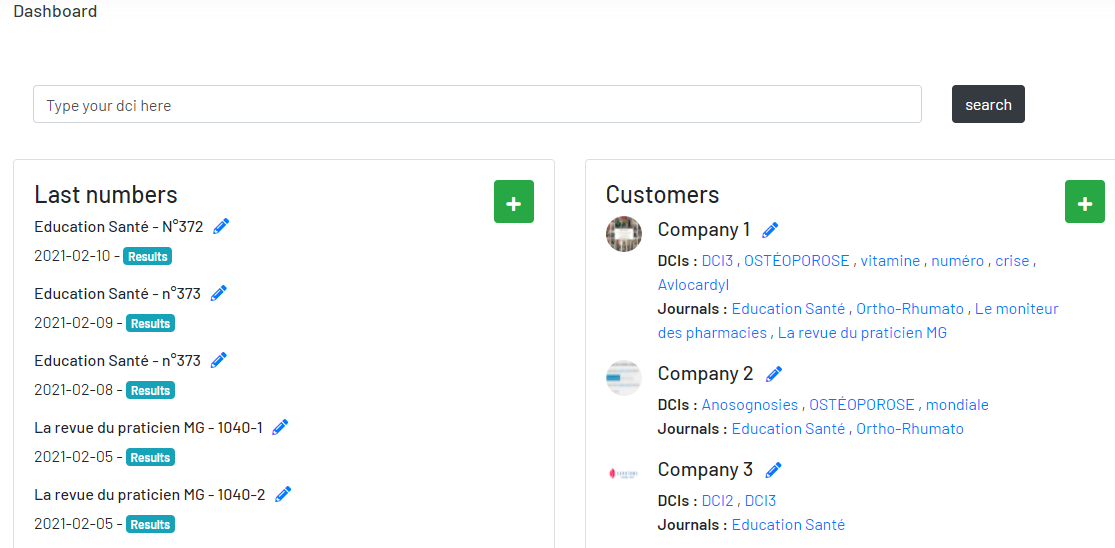 Dashboard
Type your dci here
search
Last numbers
Education Santé - N°372
2021-02-10 - Results
Education Santé - n°373
2021-02-09 - Results
Education Santé - n°373
2021-02-08 - Results
La revue du praticien MG - 1040-1
2021-02-05 - Results
La revue du praticien MG - 1040-2
2021-02-05 - Results
Customers
Company 1
DCIs : DCI3 , OSTÉOPOROSE , vitamine , numéro , crise ,
Avlocardyl
Journals : Education Santé , Ortho-Rhumato , Le moniteur
des pharmacies , La revue du praticien MG
Company 2
DCIs : Anosognosies , OSTÉOPOROSE , mondiale
Journals : Education Santé , Ortho-Rhumato
Company 3
DCIs : DCI2 , DCI3
Journals : Education Santé